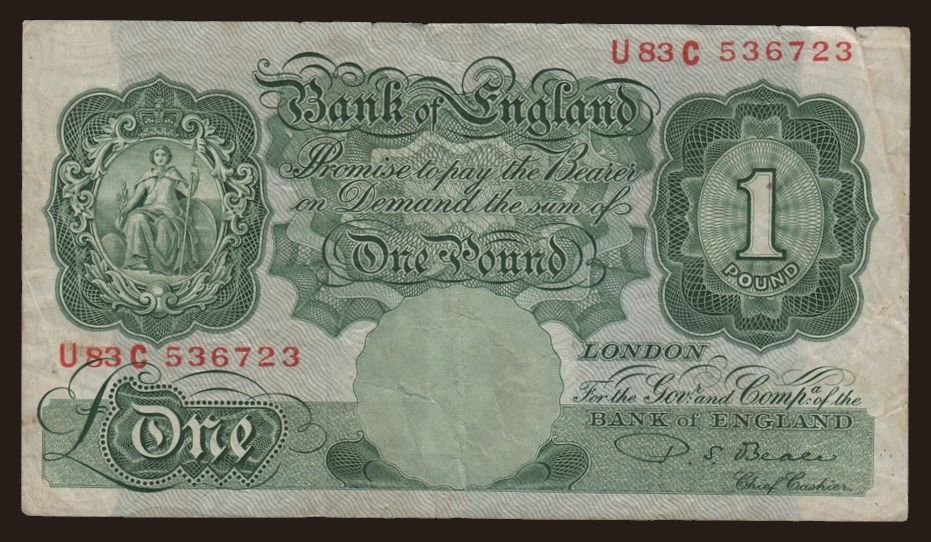 U83C 536723
Bank of England
Promise to pay the Bearer
on Demand the sum of
One Pound
1
POUND
U83C 536723
LONDON
For the Govr. and Compa. of the
BANK of ENGLAND
£One
P. S. Beale
Chief Cashier.